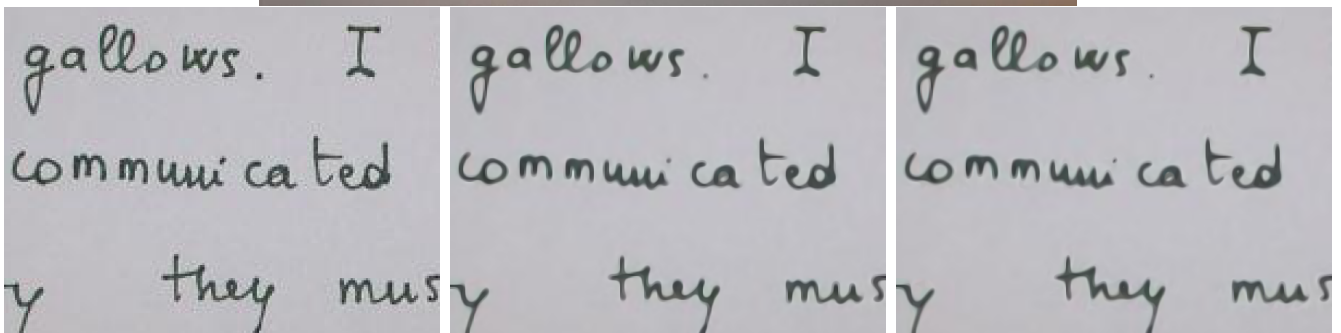 gallows. I gallows. I gallows. I
communicated communicated communicated
y they mus y they mus y they mus